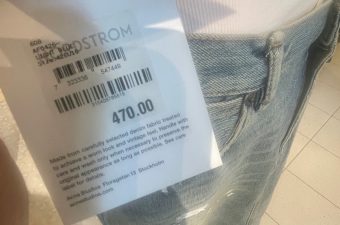 608
NORDSTROM
470.00
Made from carefully selected denim fabric treated
to achieve a worn look and vintage feel. Handle with
care and wash only when necessary to preserve the
original appearance as long as possible. See care
label for details.
Acne Studios Floragatan 13 Stockholm
acnestudios.com